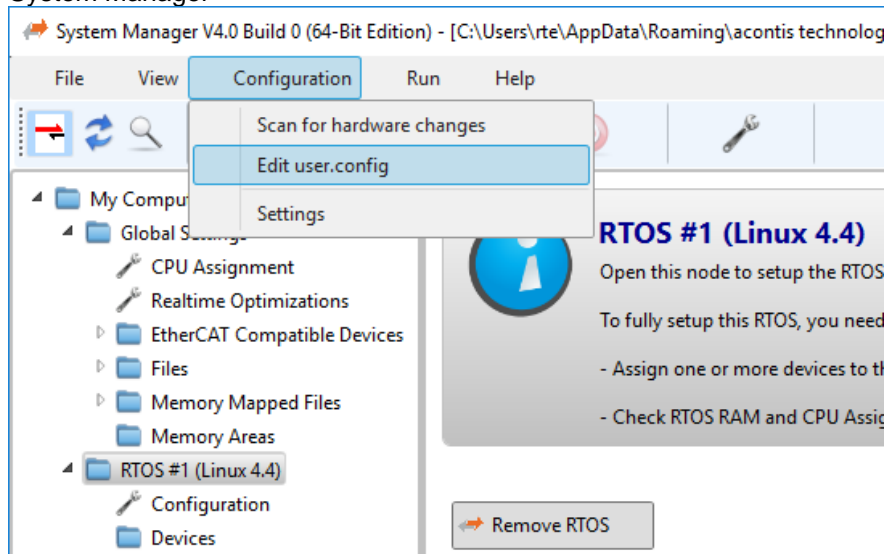 System Manager
System Manager V4.0 Build 0 (64-Bit Edition) - [C:\Users\rte\AppData\Roaming\acontis technolog
File View Configuration Run Help
Scan for hardware changes
Edit user.config
Settings
My Compu
Global
CPU Assignment
Realtime Optimizations
EtherCAT Compatible Devices
Files
Memory Mapped Files
Memory Areas
RTOS #1 (Linux 4.4)
Configuration
Devices
RTOS #1 (Linux 4.4)
Open this node to setup the RTOS
To fully setup this RTOS, you need
- Assign one or more devices to th
- Check RTOS RAM and CPU Assig
Remove RTOS